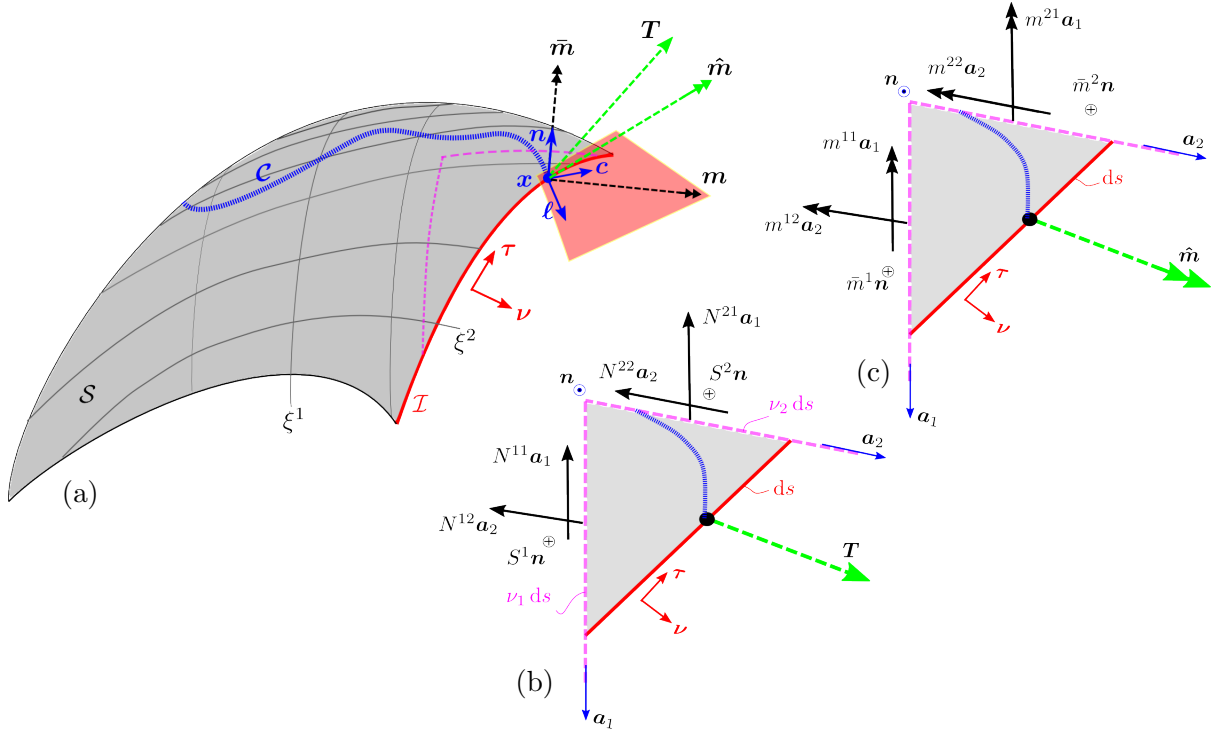 T
m̄
m̂
n
𝒞
x
c
m
ℓ
τ
ν
ξ²
𝒮
ξ¹
ℐ
(a)
N²¹a₁
n
N²²a₂
S²n
ν₂ ds
a₂
N¹¹a₁
ds
N¹²a₂
S¹n
T
τ
ν₁ ds
ν
(b)
a₁
m²¹a₁
n
m²²a₂
m̄²n
m¹¹a₁
a₂
ds
m¹²a₂
m̂
m̄¹n
τ
ν
(c)
a₁